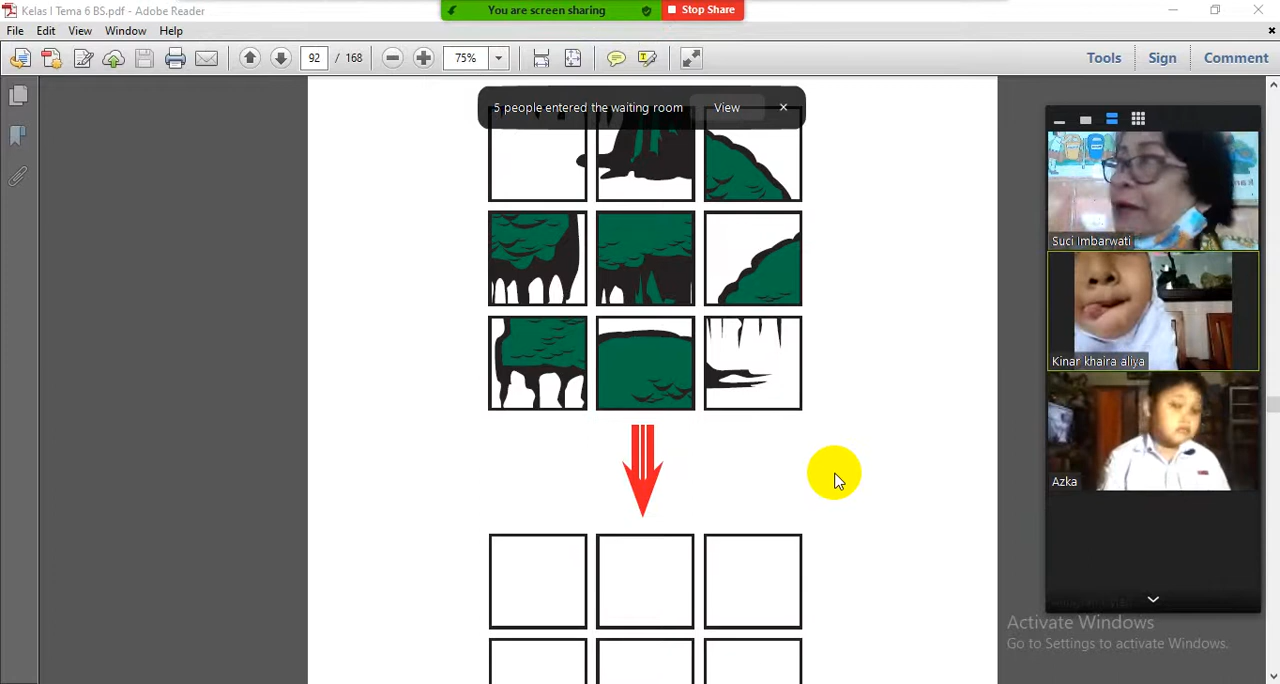 Kelas I Tema 6 BS.pdf - Adobe Reader
You are screen sharing
Stop Share
File Edit View Window Help
92 / 168
75%
Tools Sign Comment
5 people entered the waiting room View
Suci Imbarwati
Kinar khaira aliya
Azka
Activate Windows
Go to Settings to activate Windows.